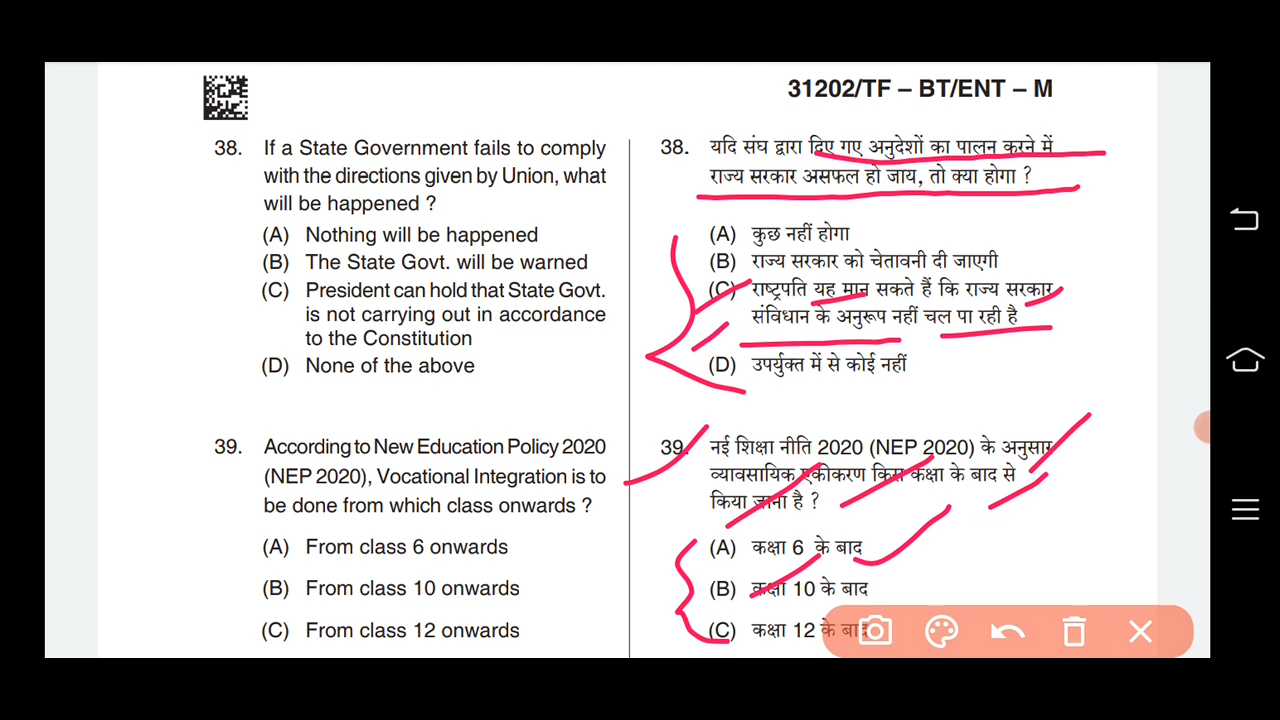 31202/TF – BT/ENT – M
38. If a State Government fails to comply
with the directions given by Union, what
will be happened ?
(A) Nothing will be happened
(B) The State Govt. will be warned
(C) President can hold that State Govt.
is not carrying out in accordance
to the Constitution
(D) None of the above
39. According to New Education Policy 2020
(NEP 2020), Vocational Integration is to
be done from which class onwards ?
(A) From class 6 onwards
(B) From class 10 onwards
(C) From class 12 onwards
38. यदि संघ द्वारा दिए गए अनुदेशों का पालन करने में
राज्य सरकार असफल हो जाय, तो क्या होगा ?
(A) कुछ नहीं होगा
(B) राज्य सरकार को चेतावनी दी जाएगी
(C) राष्ट्रपति यह मान सकते हैं कि राज्य सरकार
संविधान के अनुरूप नहीं चल पा रही है
(D) उपर्युक्त में से कोई नहीं
39. नई शिक्षा नीति 2020 (NEP 2020) के अनुसार
व्यावसायिक एकीकरण किस कक्षा के बाद से
किया जाना है ?
(A) कक्षा 6 के बाद
(B) कक्षा 10 के बाद
(C) कक्षा 12 के बाद